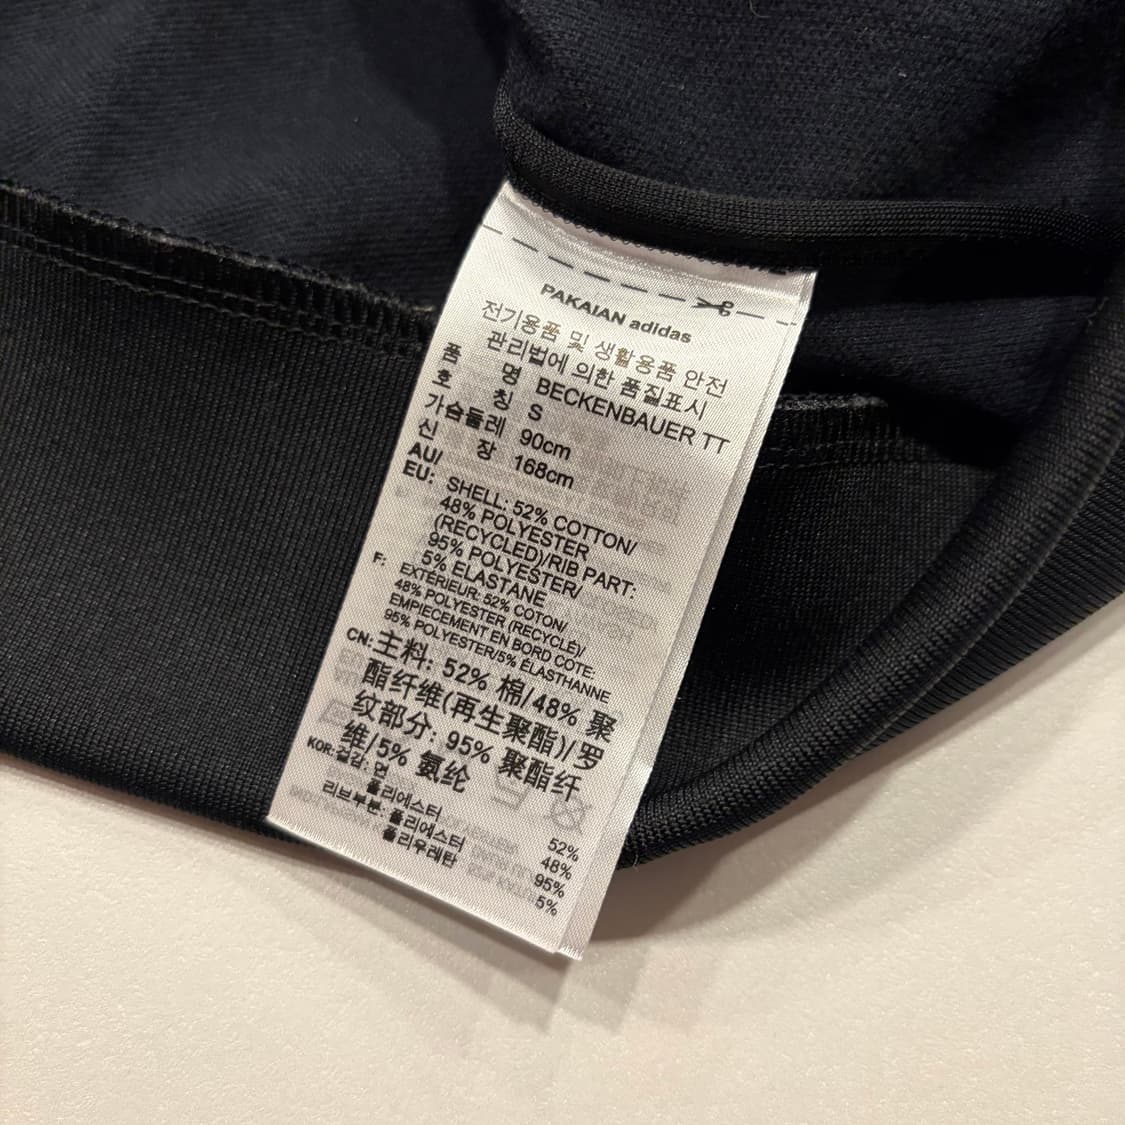 PAKAIAN adidas
전기용품 및 생활용품 안전
관리법에 의한 품질표시
품 명 BECKENBAUER TT
호 칭 S
가슴둘레 90cm
신 장 168cm
AU/
EU: SHELL: 52% COTTON/
48% POLYESTER
(RECYCLED)/RIB PART:
95% POLYESTER/
5% ELASTANE
F: EXTÉRIEUR: 52% COTON/
48% POLYESTER (RECYCLÉ)/
EMPIECEMENT EN BORD COTE:
95% POLYESTER/5% ÉLASTHANNE
CN: 主料: 52% 棉/48% 聚
酯纤维(再生聚酯)/罗
纹部分: 95% 聚酯纤
维/5% 氨纶
KOR: 겉감: 면 52%
폴리에스터 48%
리브부분: 폴리에스터 95%
폴리우레탄 5%